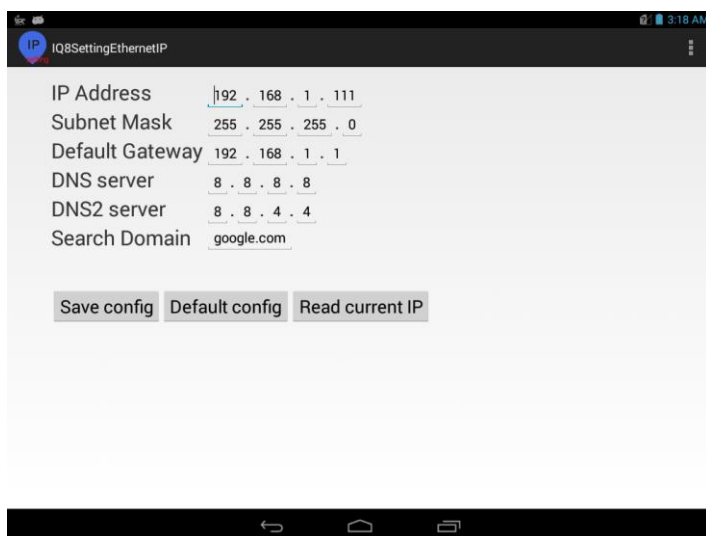 3:18 AM
IP
IQ8SettingEthernetIP
IP Address 192 . 168 . 1 . 111
Subnet Mask 255 . 255 . 255 . 0
Default Gateway 192 . 168 . 1 . 1
DNS server 8 . 8 . 8 . 8
DNS2 server 8 . 8 . 4 . 4
Search Domain google.com
Save config Default config Read current IP